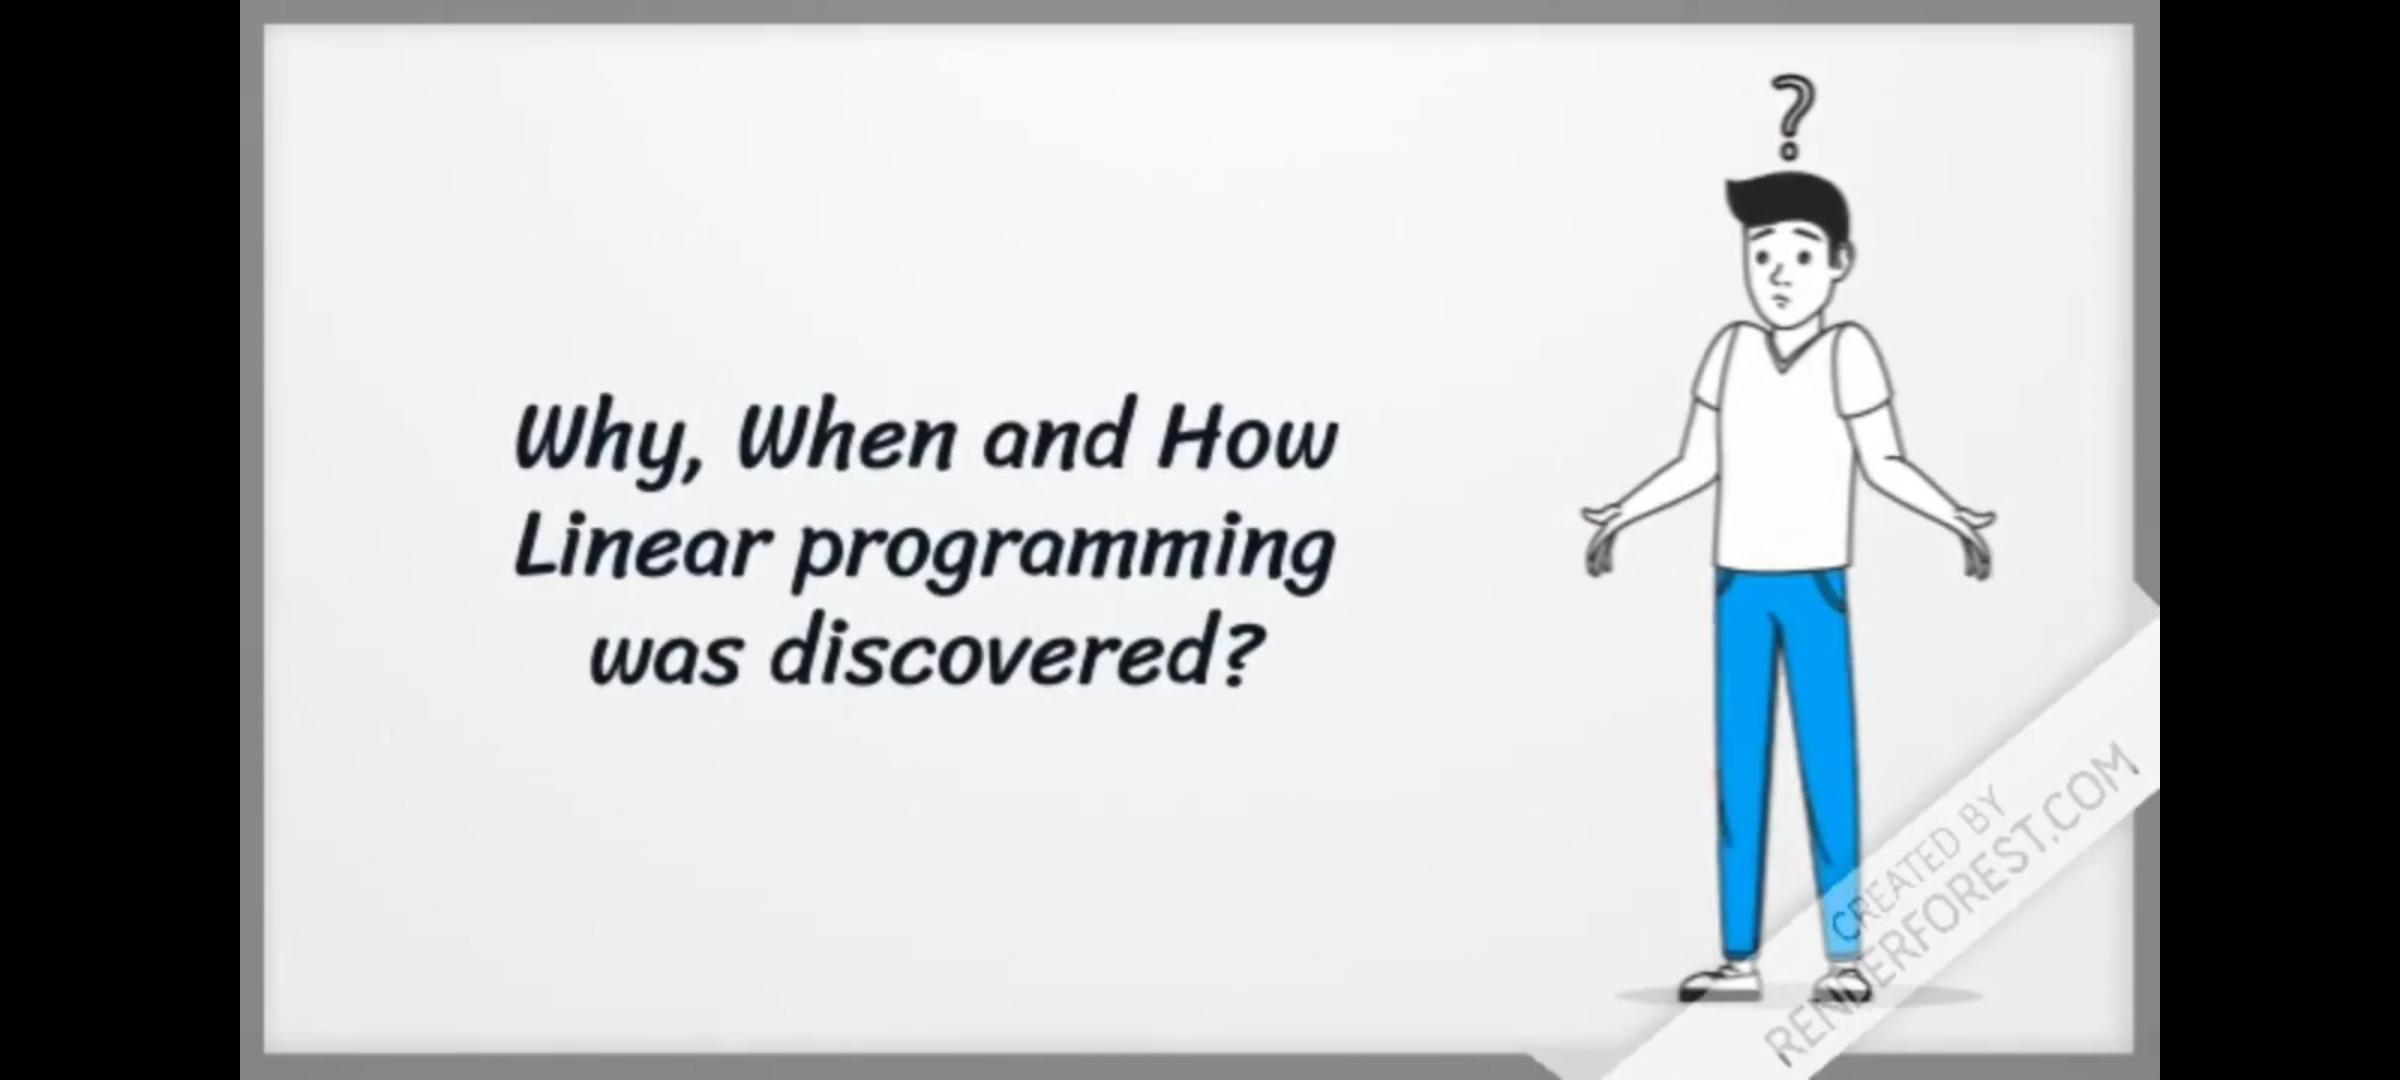 ?
Why, When and How
Linear programming
was discovered?
CREATED BY
RENDERFOREST.COM